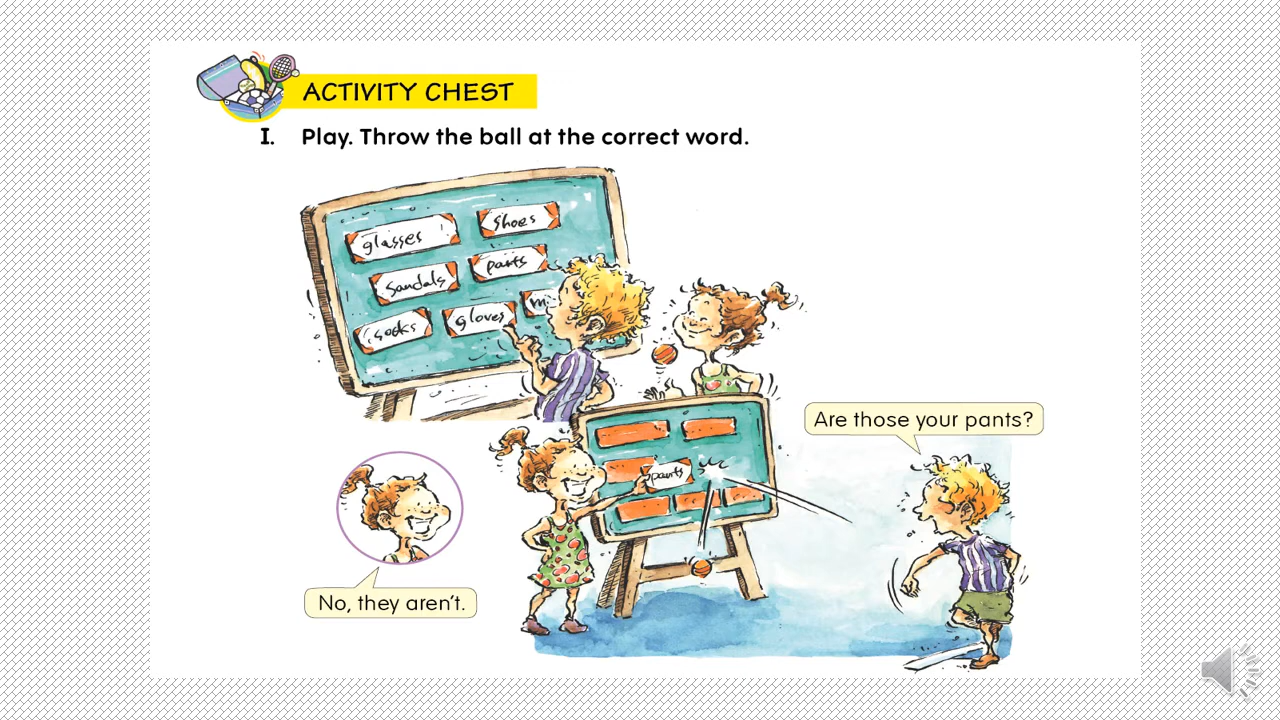 ACTIVITY CHEST
I. Play. Throw the ball at the correct word.
glasses
shoes
sandals
pants
socks
gloves
m
Are those your pants?
pants
No, they aren't.